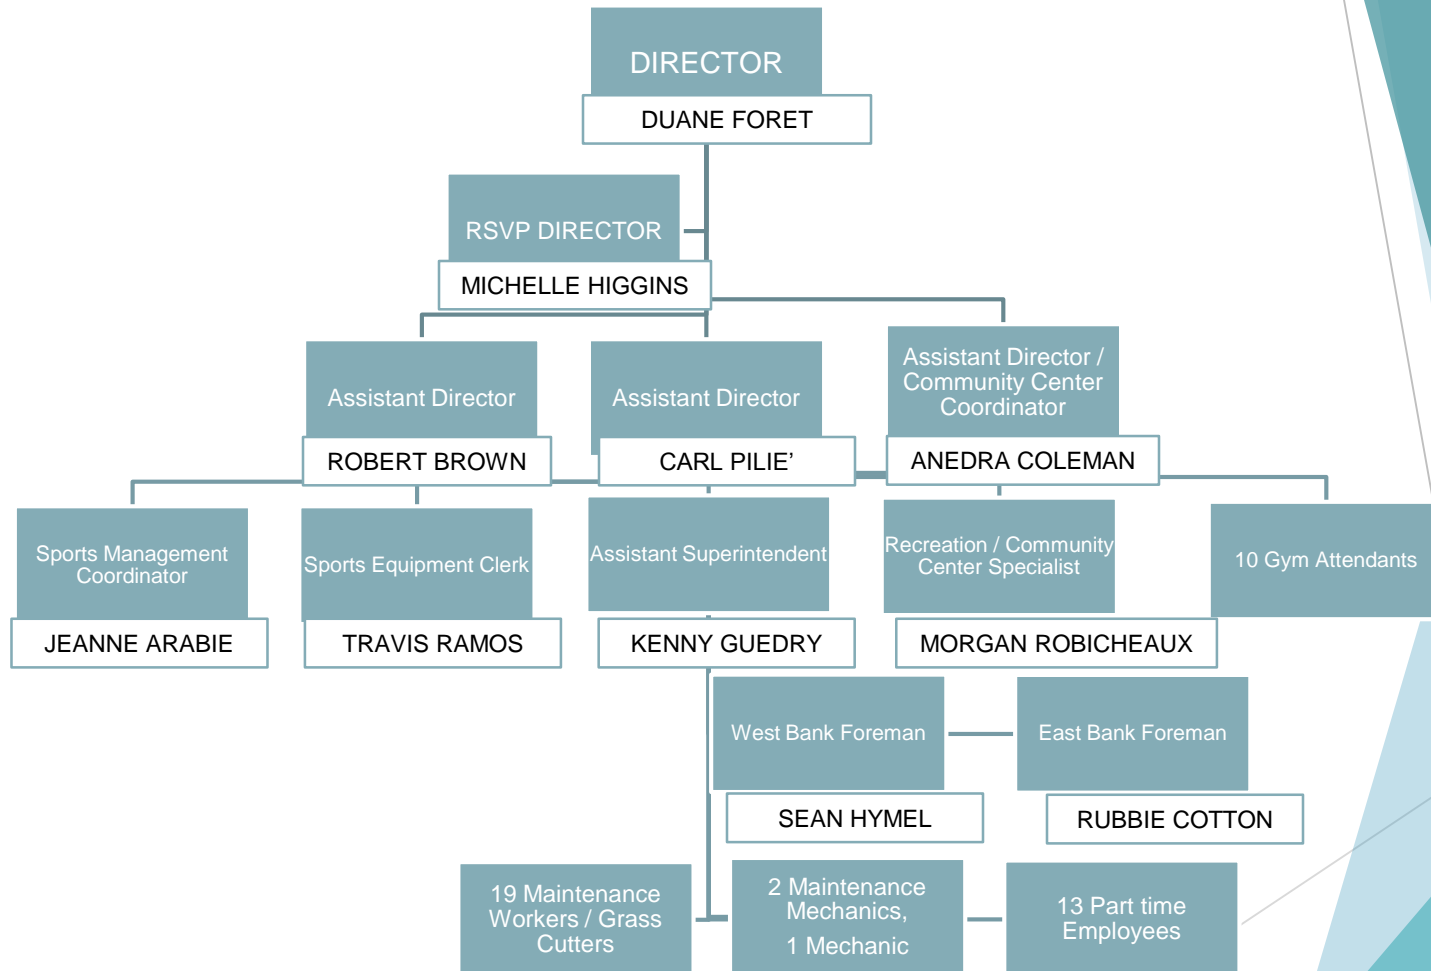 DIRECTOR
DUANE FORET
RSVP DIRECTOR
MICHELLE HIGGINS
Assistant Director
ROBERT BROWN
Assistant Director
CARL PILIE’
Assistant Director /
Community Center
Coordinator
ANEDRA COLEMAN
Sports Management
Coordinator
JEANNE ARABIE
Sports Equipment Clerk
TRAVIS RAMOS
Assistant Superintendent
KENNY GUEDRY
Recreation / Community
Center Specialist
MORGAN ROBICHEAUX
10 Gym Attendants
West Bank Foreman
SEAN HYMEL
East Bank Foreman
RUBBIE COTTON
19 Maintenance
Workers / Grass
Cutters
2 Maintenance
Mechanics,
1 Mechanic
13 Part time
Employees